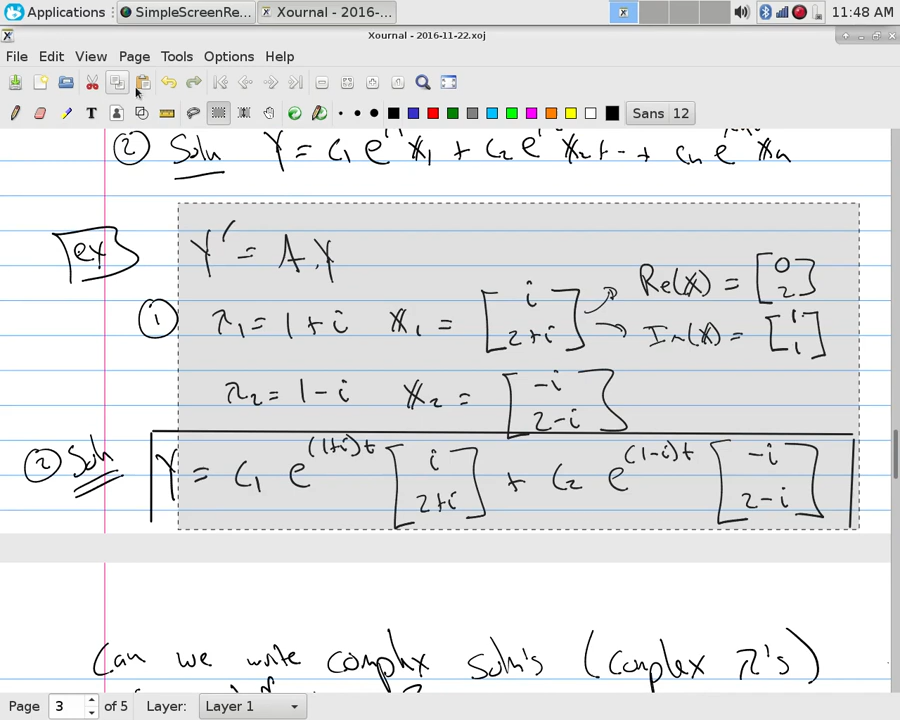 Applications SimpleScreenRe... Xournal - 2016-... 11:48 AM
Xournal - 2016-11-22.xoj
File Edit View Page Tools Options Help
T Sans 12
② Soln Y = C1 e X1 + C2 e X2 + - + Cn e Xn
ex Y' = A Y
① λ1 = 1 + i X1 = [i 2+i] → Re(X) = [0 2]
→ Im(X) = [1 1]
λ2 = 1 - i X2 = [-i 2-i]
② Soln Y = C1 e^(1+i)t [i 2+i] + C2 e^(1-i)t [-i 2-i]
Can we write complex soln's (complex λ's)
Page 3 of 5 Layer: Layer 1